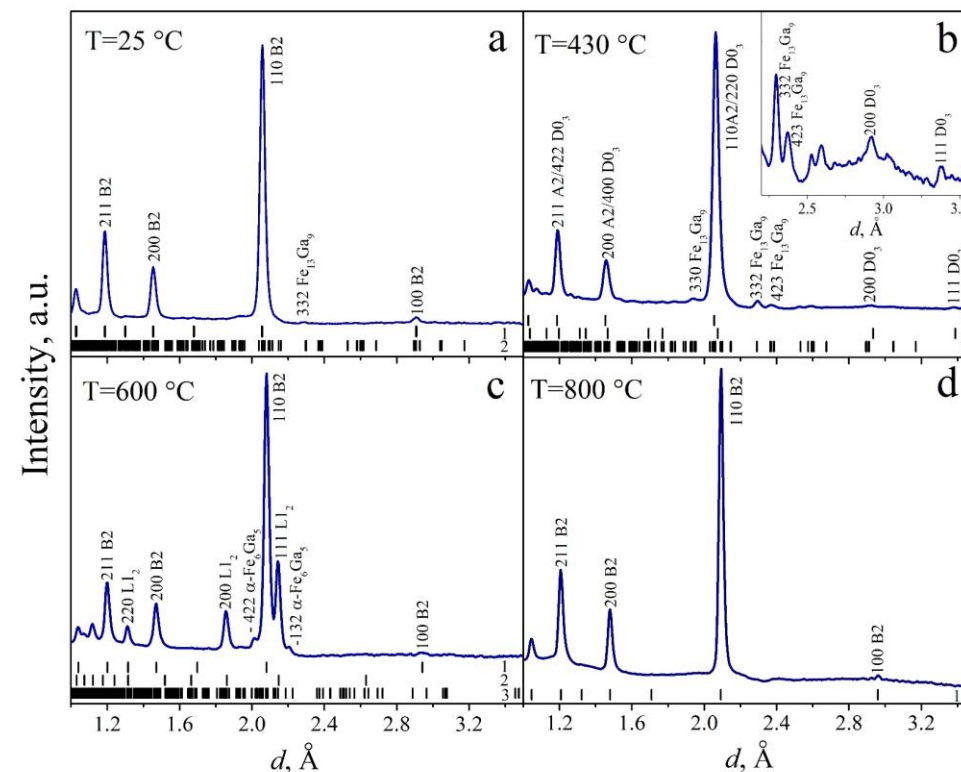 Intensity, a.u.
T=25 °C
a
211 B2
200 B2
110 B2
332 Fe₁₃Ga₉
100 B2
1
2
T=430 °C
b
211 A2/422 D0₃
200 A2/400 D0₃
330 Fe₁₃Ga₉
110A2/220 D0₃
332 Fe₁₃Ga₉
423 Fe₁₃Ga₉
200 D0₃
111 D0₃
332 Fe₁₃Ga₉
423 Fe₁₃Ga₉
200 D0₃
111 D0₃
2.5 3.0 3.5
d, Å
T=600 °C
c
211 B2
220 L1₂
200 B2
200 L1₂
-422 α-Fe₆Ga₅
110 B2
111 L1₂
-132 α-Fe₆Ga₅
100 B2
1
2
3
1.2 1.6 2.0 2.4 2.8 3.2
d, Å
T=800 °C
d
211 B2
200 B2
110 B2
100 B2
1
1.2 1.6 2.0 2.4 2.8 3.2
d, Å